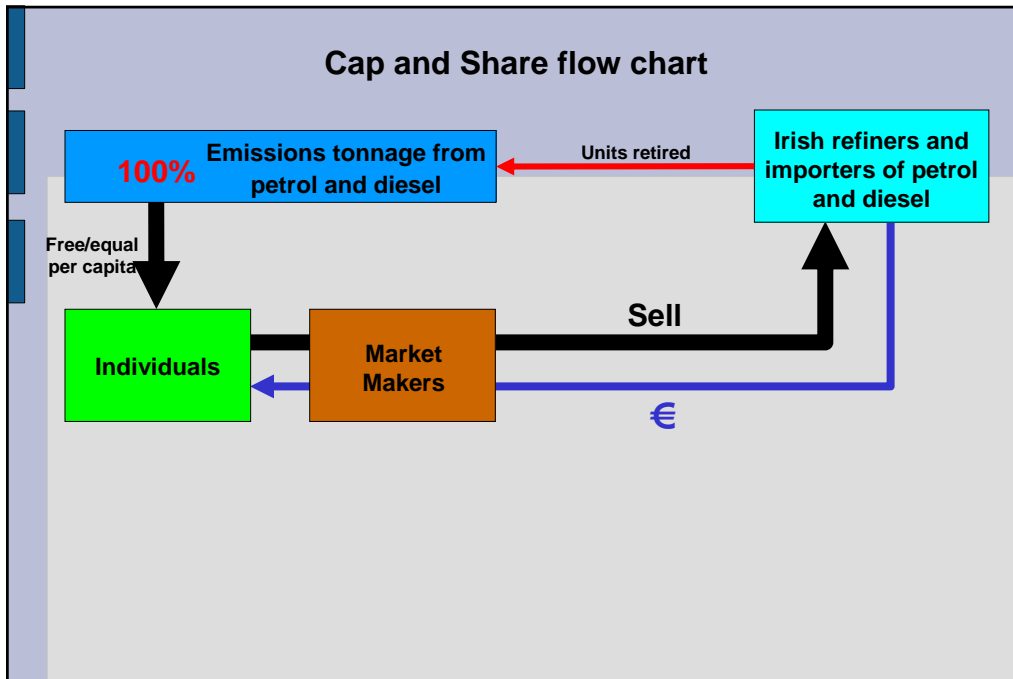 Cap and Share flow chart
100%
Emissions tonnage from
petrol and diesel
Units retired
Irish refiners and
importers of petrol
and diesel
Free/equal
per capita
Individuals
Market
Makers
Sell
€